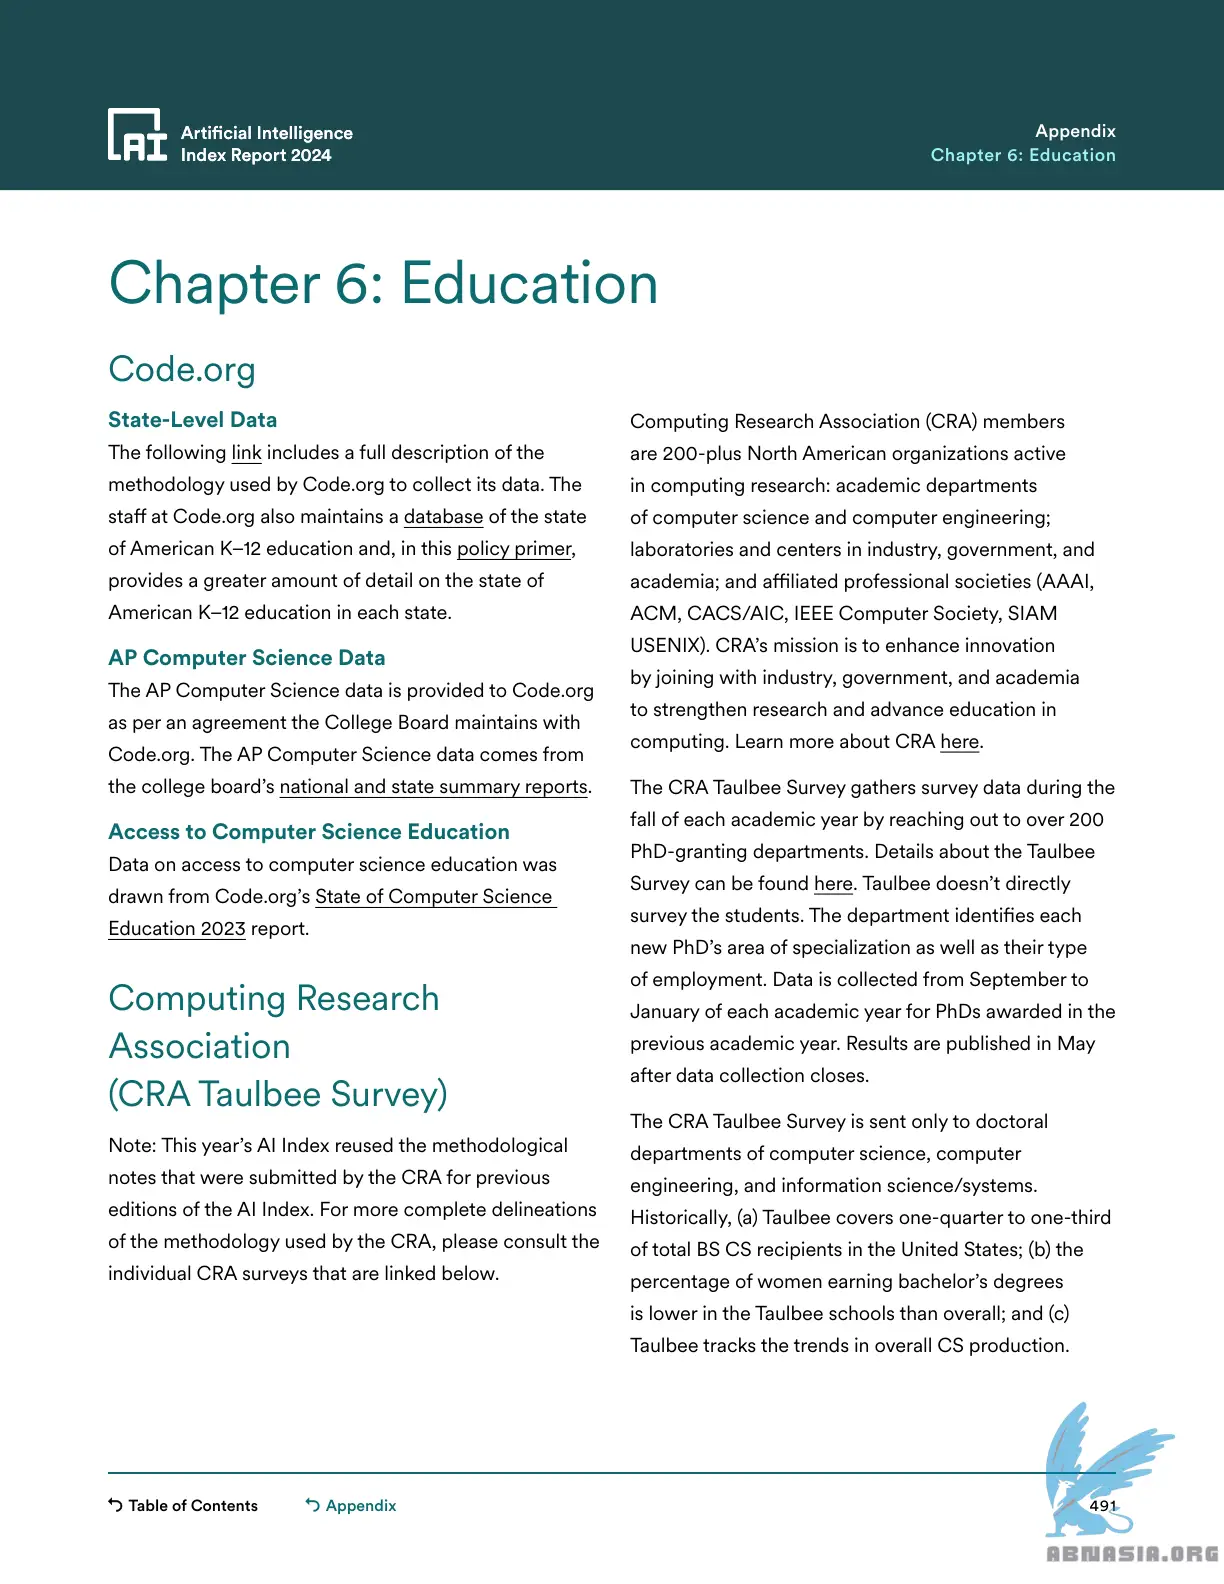 Artificial Intelligence
Index Report 2024
Appendix
Chapter 6: Education
Chapter 6: Education
Code.org
State-Level Data
The following link includes a full description of the
methodology used by Code.org to collect its data. The
staff at Code.org also maintains a database of the state
of American K–12 education and, in this policy primer,
provides a greater amount of detail on the state of
American K–12 education in each state.
AP Computer Science Data
The AP Computer Science data is provided to Code.org
as per an agreement the College Board maintains with
Code.org. The AP Computer Science data comes from
the college board’s national and state summary reports.
Access to Computer Science Education
Data on access to computer science education was
drawn from Code.org’s State of Computer Science
Education 2023 report.
Computing Research
Association
(CRA Taulbee Survey)
Note: This year’s AI Index reused the methodological
notes that were submitted by the CRA for previous
editions of the AI Index. For more complete delineations
of the methodology used by the CRA, please consult the
individual CRA surveys that are linked below.
Computing Research Association (CRA) members
are 200-plus North American organizations active
in computing research: academic departments
of computer science and computer engineering;
laboratories and centers in industry, government, and
academia; and affiliated professional societies (AAAI,
ACM, CACS/AIC, IEEE Computer Society, SIAM
USENIX). CRA’s mission is to enhance innovation
by joining with industry, government, and academia
to strengthen research and advance education in
computing. Learn more about CRA here.
The CRA Taulbee Survey gathers survey data during the
fall of each academic year by reaching out to over 200
PhD-granting departments. Details about the Taulbee
Survey can be found here. Taulbee doesn’t directly
survey the students. The department identifies each
new PhD’s area of specialization as well as their type
of employment. Data is collected from September to
January of each academic year for PhDs awarded in the
previous academic year. Results are published in May
after data collection closes.
The CRA Taulbee Survey is sent only to doctoral
departments of computer science, computer
engineering, and information science/systems.
Historically, (a) Taulbee covers one-quarter to one-third
of total BS CS recipients in the United States; (b) the
percentage of women earning bachelor’s degrees
is lower in the Taulbee schools than overall; and (c)
Taulbee tracks the trends in overall CS production.
Table of Contents
Appendix
491
ABNASIA.ORG